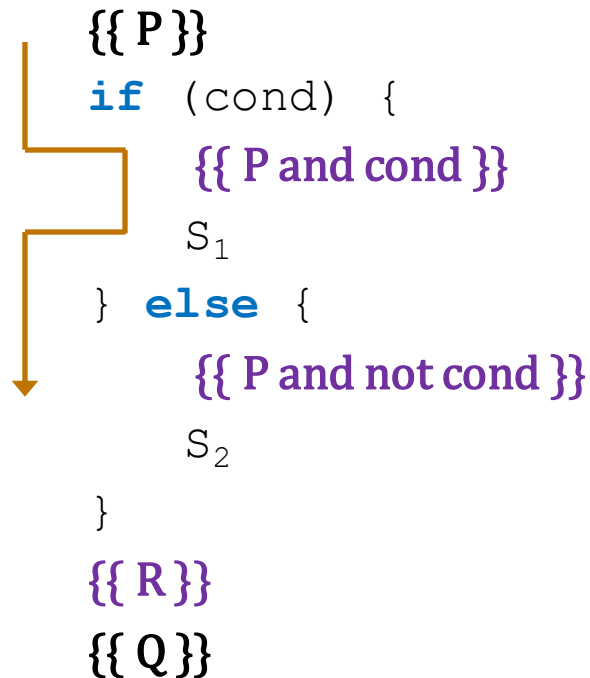 {{ P }}
if (cond) {
{{ P and cond }}
S₁
} else {
{{ P and not cond }}
S₂
}
{{ R }}
{{ Q }}